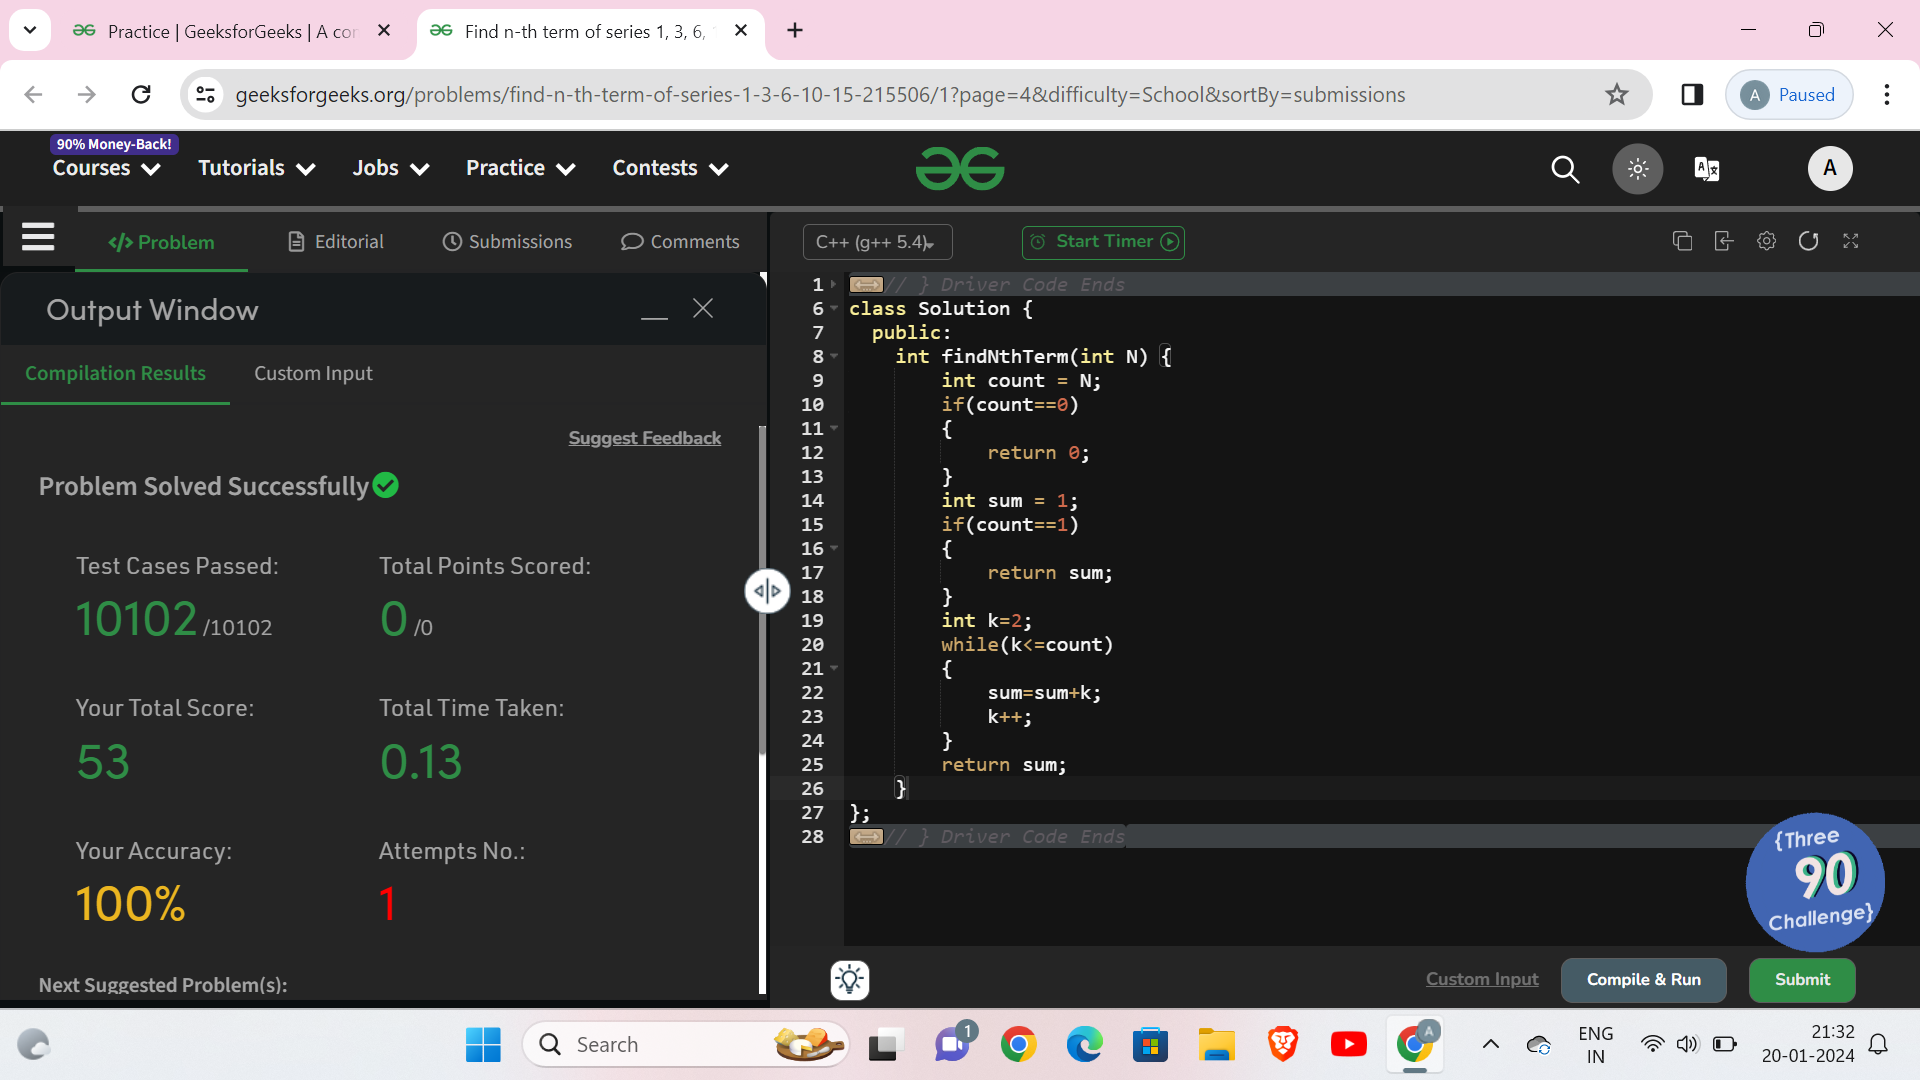 Practice | GeeksforGeeks | A cor
Find n-th term of series 1, 3, 6,
geeksforgeeks.org/problems/find-n-th-term-of-series-1-3-6-10-15-215506/1?page=4&difficulty=School&sortBy=submissions
A Paused
90% Money-Back!
Courses Tutorials Jobs Practice Contests
A
Problem Editorial Submissions Comments
C++ (g++ 5.4)
Start Timer
Output Window
Compilation Results Custom Input
Suggest Feedback
Problem Solved Successfully
Test Cases Passed: Total Points Scored:
10102 /10102 0 /0
Your Total Score: Total Time Taken:
53 0.13
Your Accuracy: Attempts No.:
100% 1
Next Suggested Problem(s):
1 // } Driver Code Ends
6 class Solution {
7 public:
8 int findNthTerm(int N) {
9 int count = N;
10 if(count==0)
11 {
12 return 0;
13 }
14 int sum = 1;
15 if(count==1)
16 {
17 return sum;
18 }
19 int k=2;
20 while(k<=count)
21 {
22 sum=sum+k;
23 k++;
24 }
25 return sum;
26 }
27 };
28 // } Driver Code Ends
{Three
90
Challenge}
Custom Input Compile & Run Submit
Search
1
A
ENG
IN
21:32
20-01-2024